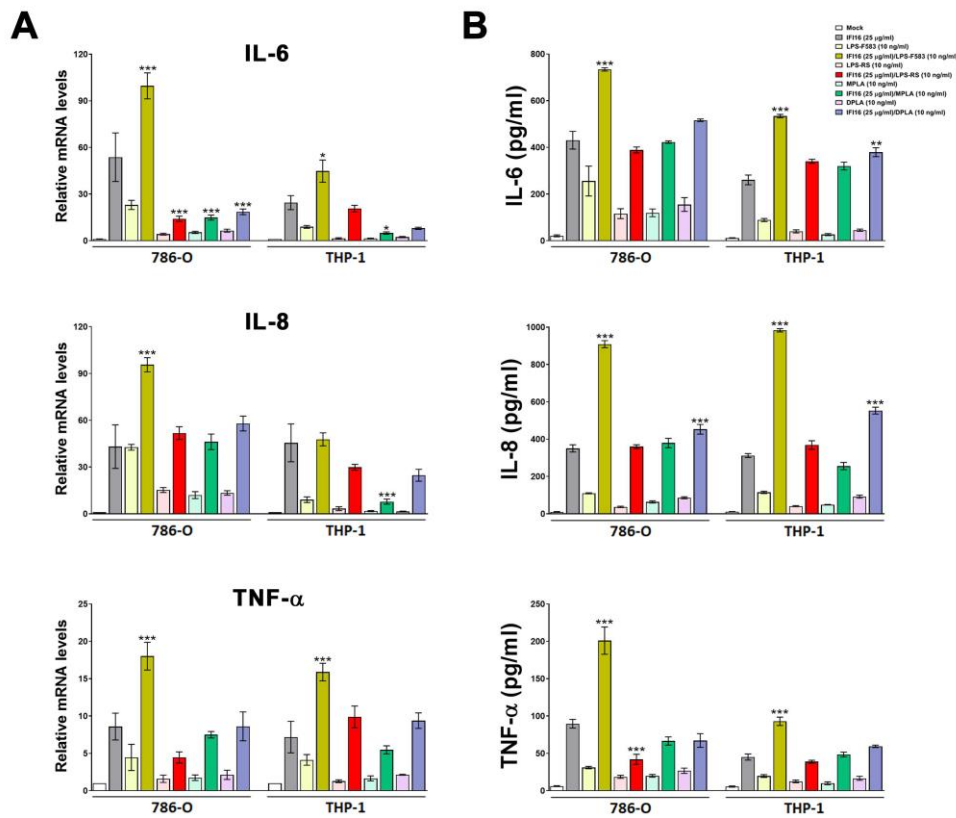 A
IL-6
Relative mRNA levels
120
90
60
30
0
***
***
***
***
*
*
786-O
THP-1
IL-8
Relative mRNA levels
120
90
60
30
0
***
***
786-O
THP-1
TNF-α
Relative mRNA levels
25
20
15
10
5
0
***
***
786-O
THP-1
B
Mock
IFI16 (25 μg/ml)
LPS-F583 (10 ng/ml)
IFI16 (25 μg/ml)/LPS-F583 (10 ng/ml)
LPS-RS (10 ng/ml)
IFI16 (25 μg/ml)/LPS-RS (10 ng/ml)
MPLA (10 ng/ml)
IFI16 (25 μg/ml)/MPLA (10 ng/ml)
DPLA (10 ng/ml)
IFI16 (25 μg/ml)/DPLA (10 ng/ml)
IL-6 (pg/ml)
800
600
400
200
0
***
***
**
786-O
THP-1
IL-8 (pg/ml)
1000
800
600
400
200
0
***
***
***
***
786-O
THP-1
TNF-α (pg/ml)
250
200
150
100
50
0
***
***
***
786-O
THP-1